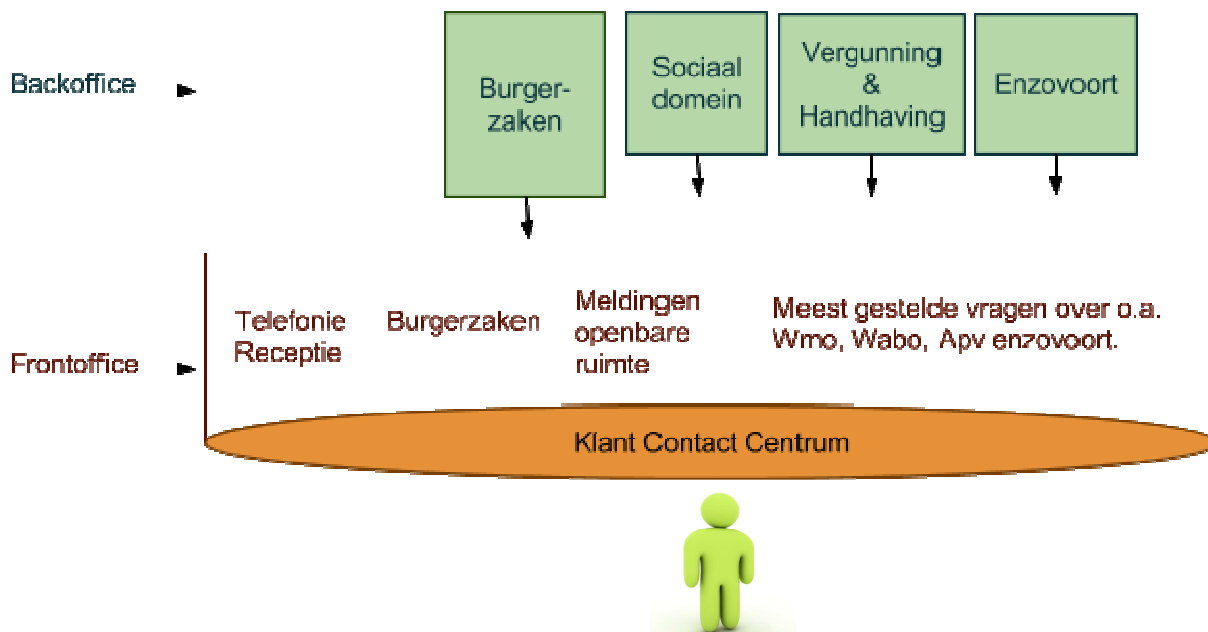 Backoffice
Burger-
zaken
Sociaal
domein
Vergunning
&
Handhaving
Enzovoort
Frontoffice
Telefonie
Receptie
Burgerzaken
Meldingen
openbare
ruimte
Meest gestelde vragen over o.a.
Wmo, Wabo, Apv enzovoort.
Klant Contact Centrum